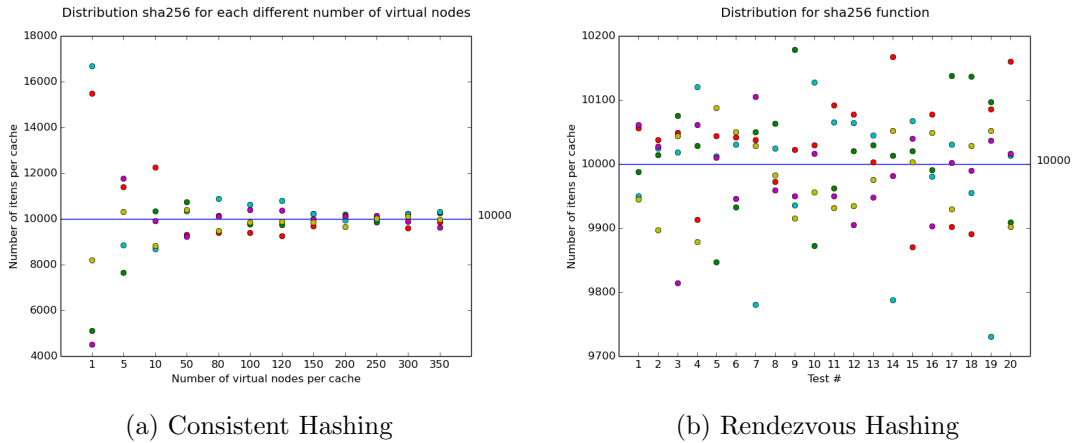 Distribution sha256 for each different number of virtual nodes
18000
16000
14000
12000
10000
8000
6000
4000
Number of itens per cache
1 5 10 50 80 100 120 150 200 250 300 350
Number of virtual nodes per cache
10000
(a) Consistent Hashing
Distribution for sha256 function
10200
10100
10000
9900
9800
9700
Number of itens per cache
1 2 3 4 5 6 7 8 9 10 11 12 13 14 15 16 17 18 19 20
Test #
10000
(b) Rendezvous Hashing